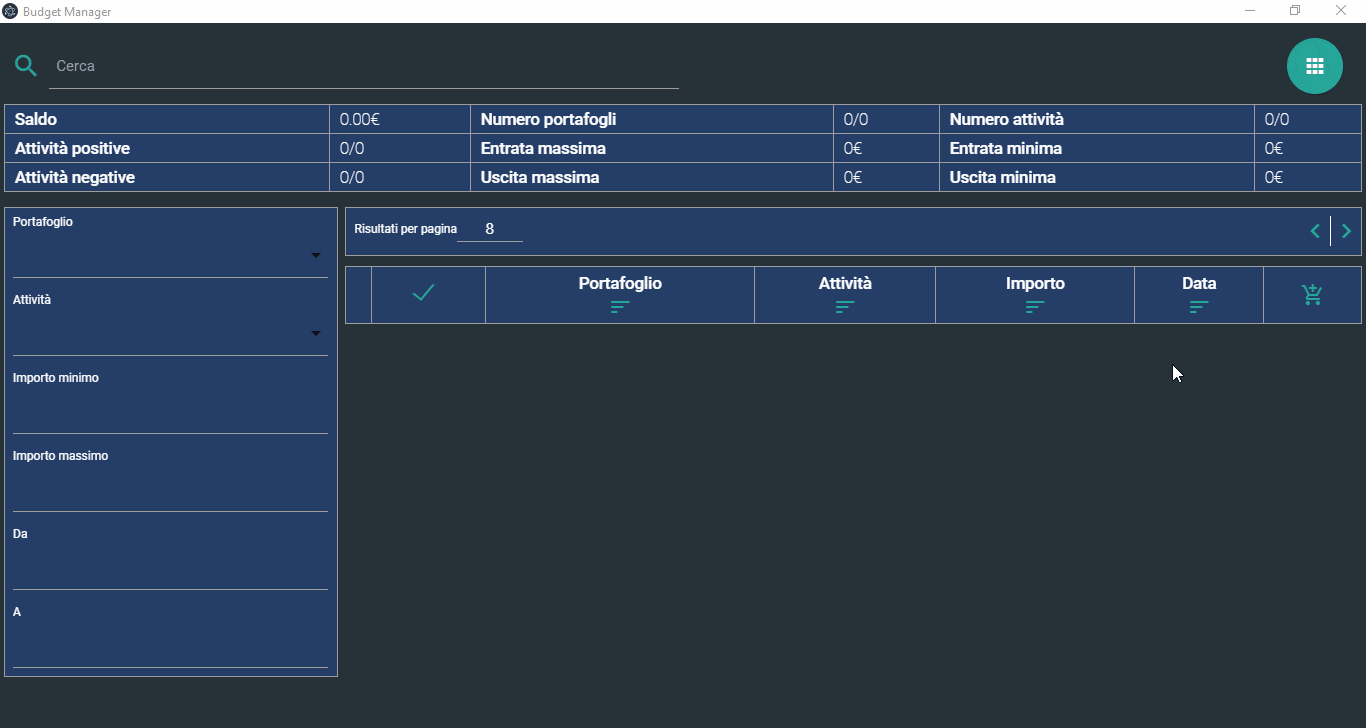 Budget Manager
Cerca
Saldo 0.00€ Numero portafogli 0/0 Numero attività 0/0
Attività positive 0/0 Entrata massima 0€ Entrata minima 0€
Attività negative 0/0 Uscita massima 0€ Uscita minima 0€
Portafoglio
Attività
Importo minimo
Importo massimo
Da
A
Risultati per pagina 8
Portafoglio Attività Importo Data